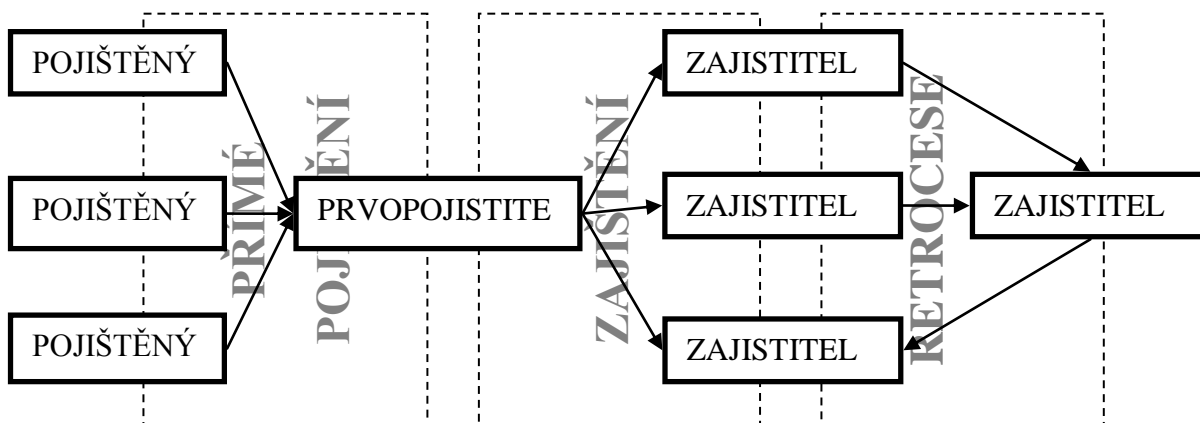 POJIŠTĚNÝ
POJIŠTĚNÝ
POJIŠTĚNÝ
PŘÍMÉ
POJIŠTĚNÍ
PRVOPOJISTITE
ZAJIŠTĚNÍ
ZAJISTITEL
ZAJISTITEL
ZAJISTITEL
RETROCESE
ZAJISTITEL